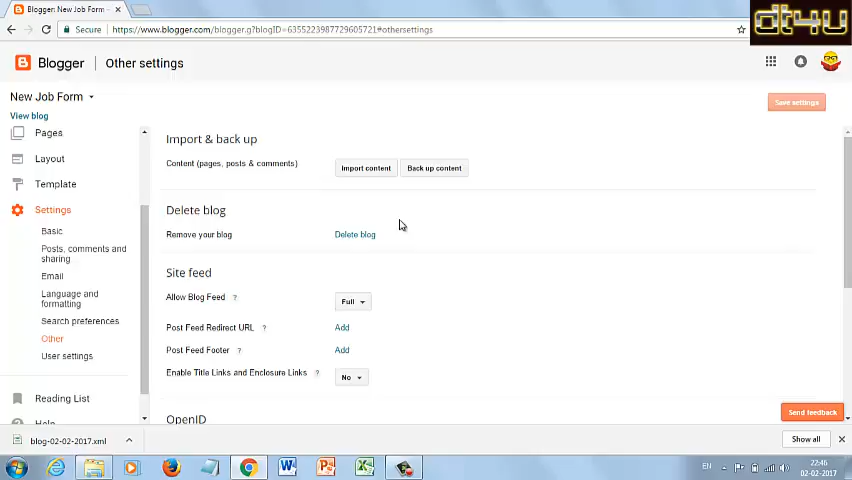 Blogger: New Job Form -
DT4U
Secure
https://www.blogger.com/blogger.g?blogID=6355223987729605721#othersettings
Blogger
Other settings
New Job Form
View blog
Save settings
Pages
Layout
Template
Settings
Basic
Posts, comments and
sharing
Email
Language and
formatting
Search preferences
Other
User settings
Reading List
Help
Import & back up
Content (pages, posts & comments)
Import content
Back up content
Delete blog
Remove your blog
Delete blog
Site feed
Allow Blog Feed ?
Full
Post Feed Redirect URL ?
Add
Post Feed Footer ?
Add
Enable Title Links and Enclosure Links ?
No
OpenID
Send feedback
blog-02-02-2017.xml
Show all
EN
22:46
02-02-2017